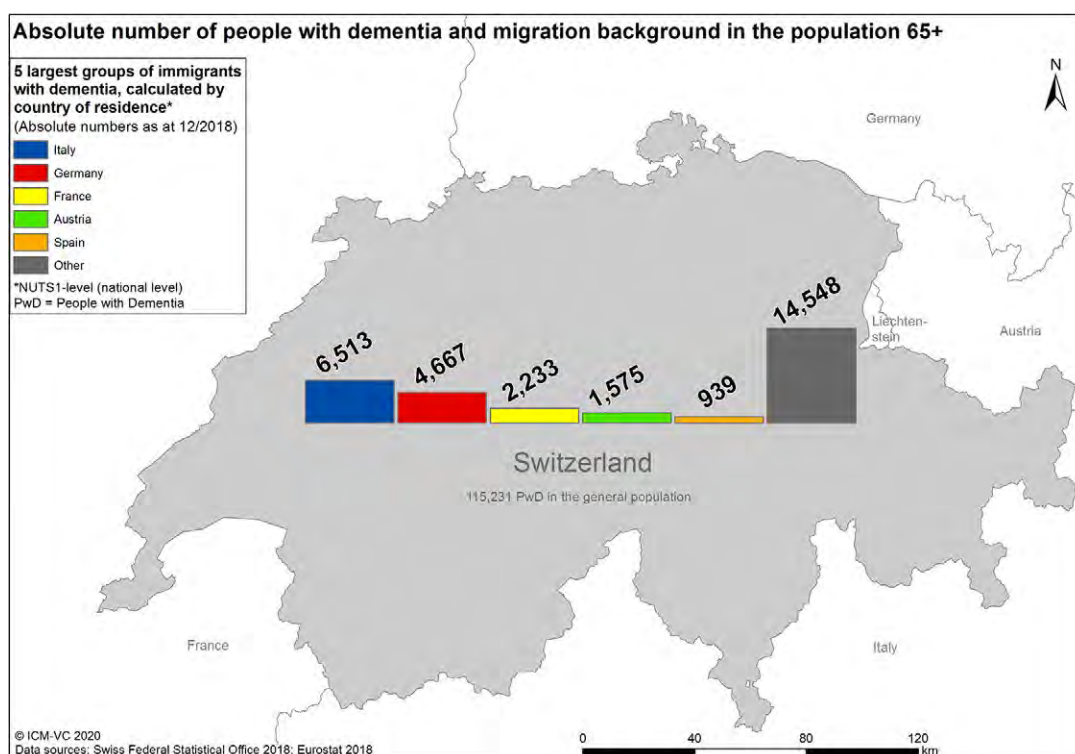 Absolute number of people with dementia and migration background in the population 65+
5 largest groups of immigrants
with dementia, calculated by
country of residence*
(Absolute numbers as at 12/2018)
Italy
Germany
France
Austria
Spain
Other
*NUTS1-level (national level)
PwD = People with Dementia
N
Germany
6,513
4,667
2,233
1,575
939
14,548
Liechten-
stein
Austria
Switzerland
115,231 PwD in the general population
France
Italy
© ICM-VC 2020
Data sources: Swiss Federal Statistical Office 2018; Eurostat 2018
0 40 80 120
km